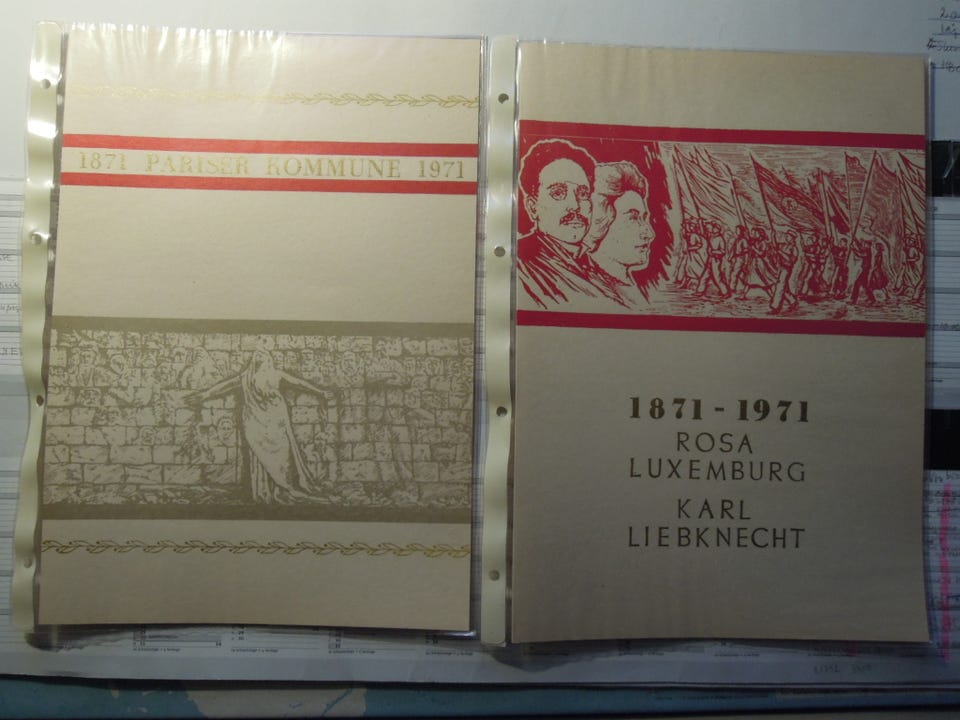 1871 PARISER KOMMUNE 1971
1871 - 1971
ROSA
LUXEMBURG
KARL
LIEBKNECHT